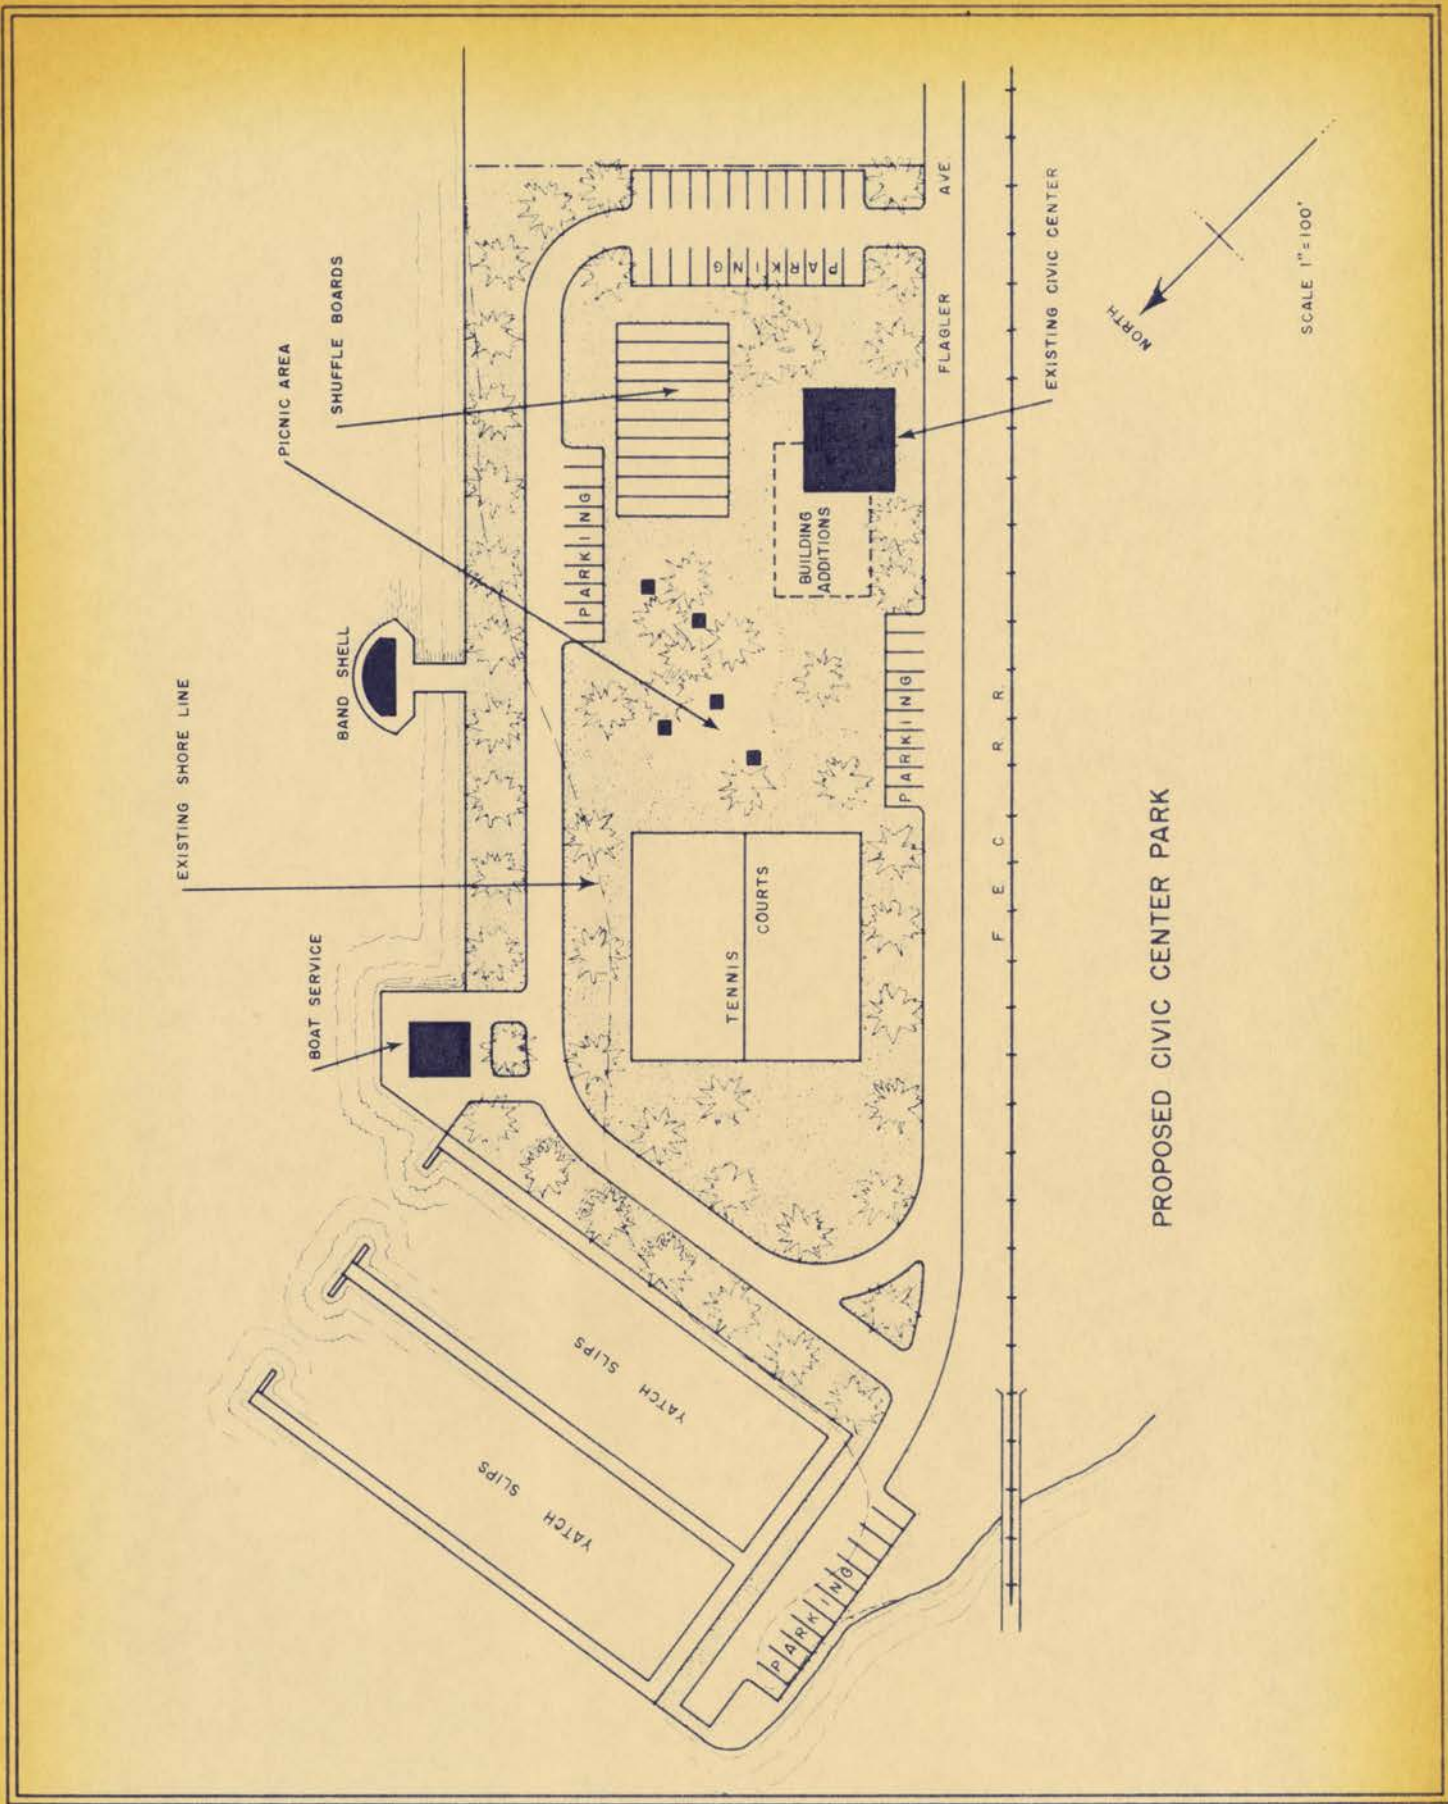 EXISTING SHORE LINE
BOAT SERVICE
BAND SHELL
PICNIC AREA
SHUFFLE BOARDS
YATCH SLIPS
YATCH SLIPS
PARKING
TENNIS
COURTS
PARKING
PARKING
BUILDING
ADDITIONS
PARKING
FLAGLER AVE.
F E C R R
EXISTING CIVIC CENTER
NORTH
SCALE 1"=100'
PROPOSED CIVIC CENTER PARK